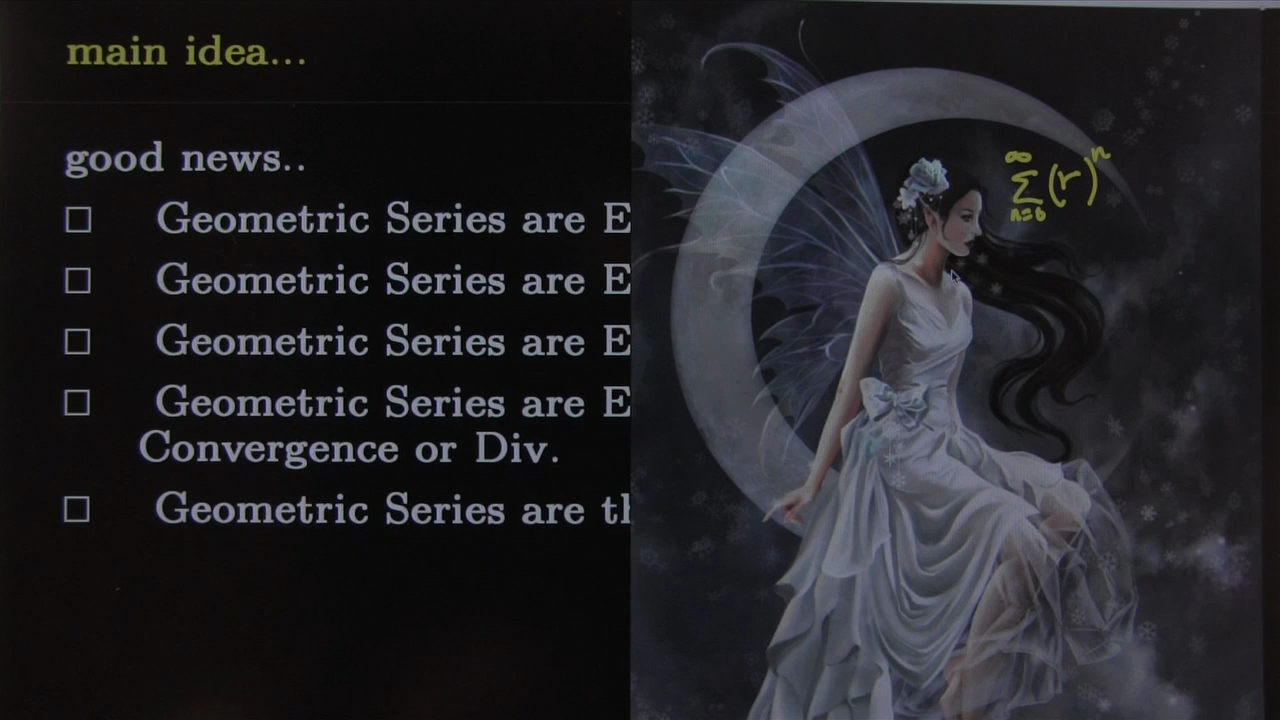 main idea...
good news..
□ Geometric Series are E
□ Geometric Series are E
□ Geometric Series are E
□ Geometric Series are E
Convergence or Div.
□ Geometric Series are th
∞
∑ (r)ⁿ
n=0